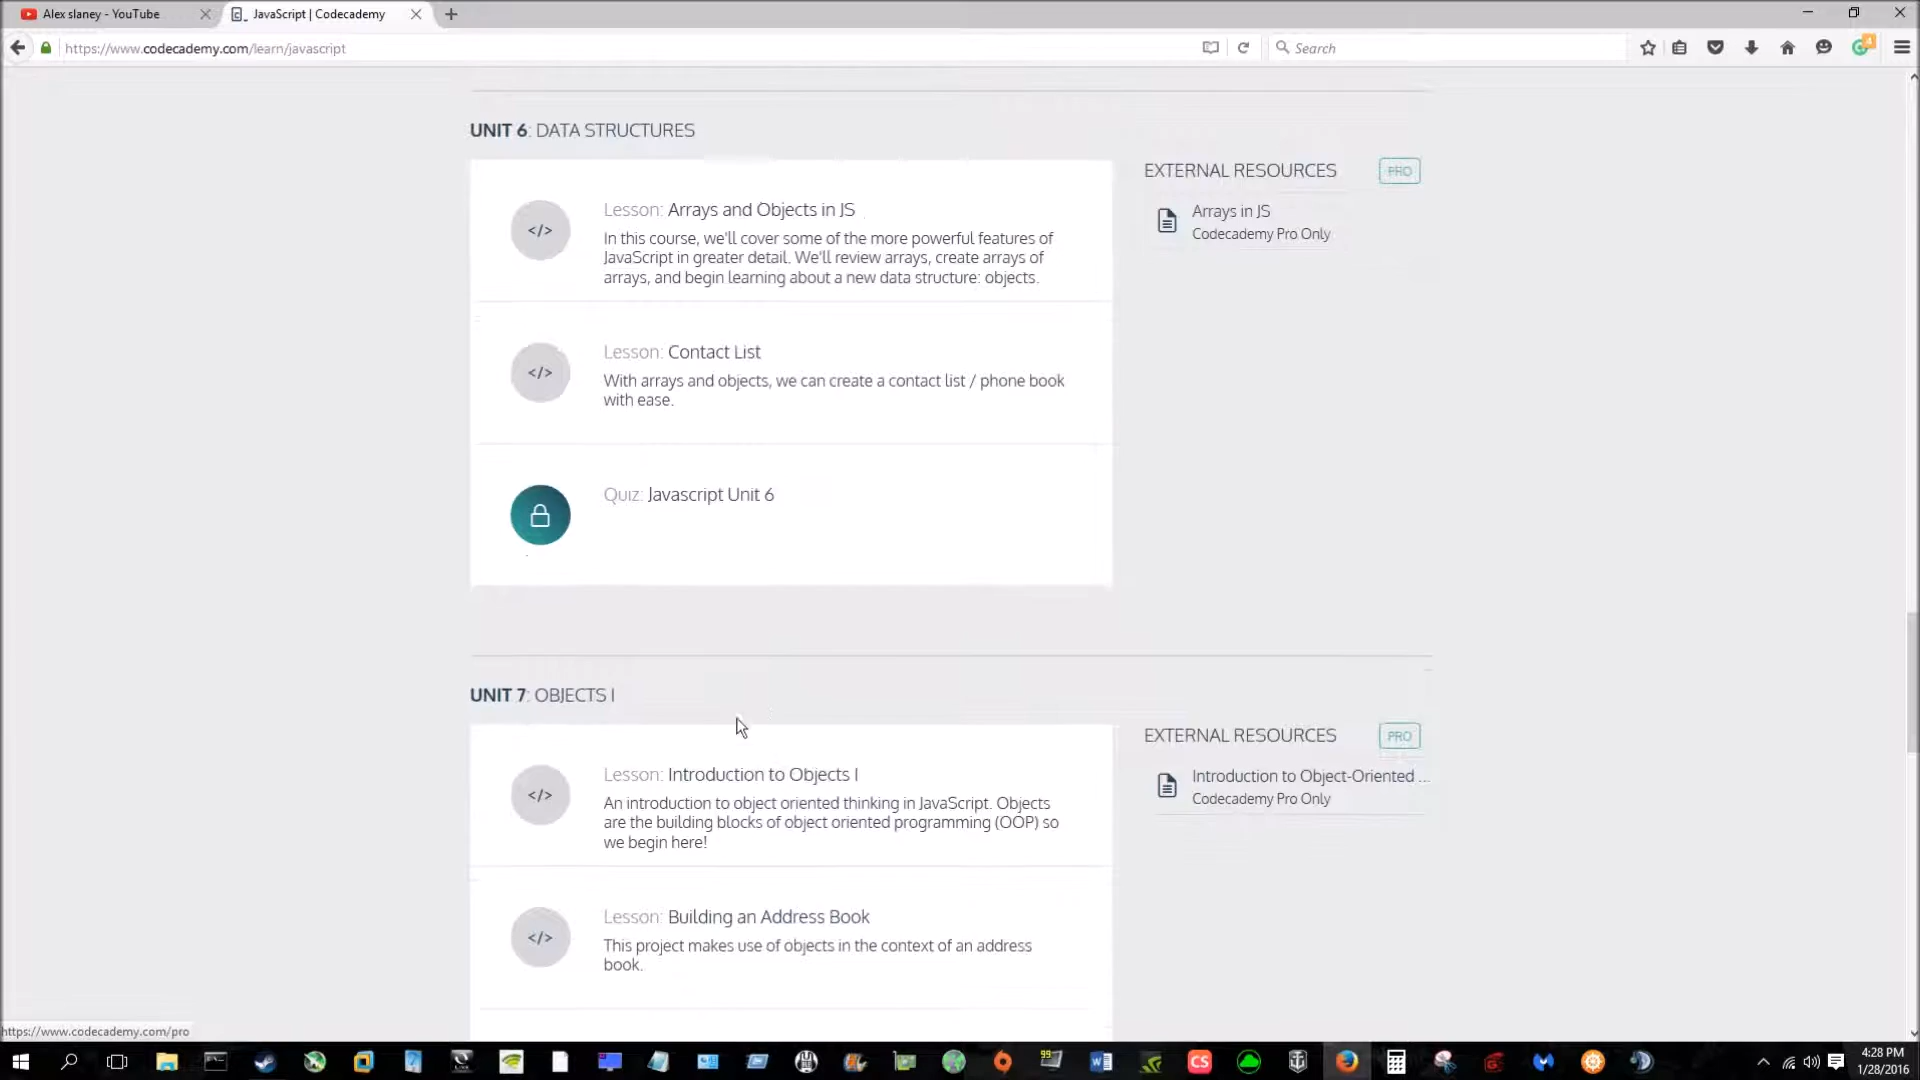 Alex slaney - YouTube
JavaScript | Codecademy
https://www.codecademy.com/learn/javascript
Search
4
UNIT 6: DATA STRUCTURES
EXTERNAL RESOURCES
PRO
Arrays in JS
Codecademy Pro Only
</>
Lesson: Arrays and Objects in JS
In this course, we'll cover some of the more powerful features of
JavaScript in greater detail. We'll review arrays, create arrays of
arrays, and begin learning about a new data structure: objects.
</>
Lesson: Contact List
With arrays and objects, we can create a contact list / phone book
with ease.
Quiz: Javascript Unit 6
UNIT 7: OBJECTS I
EXTERNAL RESOURCES
PRO
Introduction to Object-Oriented ...
Codecademy Pro Only
</>
Lesson: Introduction to Objects I
An introduction to object oriented thinking in JavaScript. Objects
are the building blocks of object oriented programming (OOP) so
we begin here!
</>
Lesson: Building an Address Book
This project makes use of objects in the context of an address
book.
https://www.codecademy.com/pro
99
CS
4:28 PM
1/28/2016